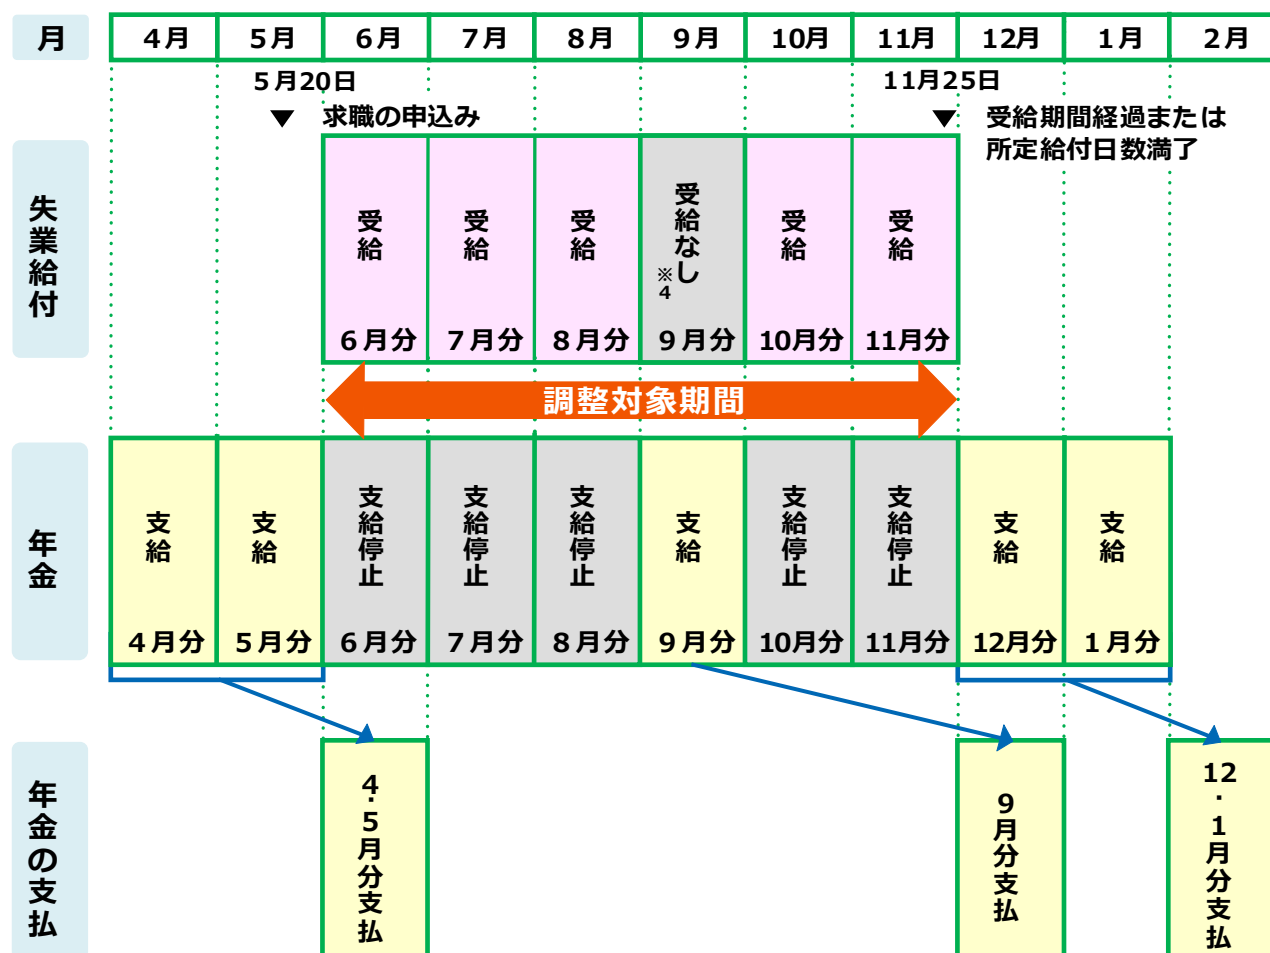 月
4月
5月
6月
7月
8月
9月
10月
11月
12月
1月
2月
5月20日
11月25日
求職の申込み
受給期間経過または
所定給付日数満了
失業給付
受給
6月分
受給
7月分
受給
8月分
受給なし
※4
9月分
受給
10月分
受給
11月分
調整対象期間
年金
支給
4月分
支給
5月分
支給停止
6月分
支給停止
7月分
支給停止
8月分
支給
9月分
支給停止
10月分
支給停止
11月分
支給
12月分
支給
1月分
年金の支払
4・5月分支払
9月分支払
12・1月分支払